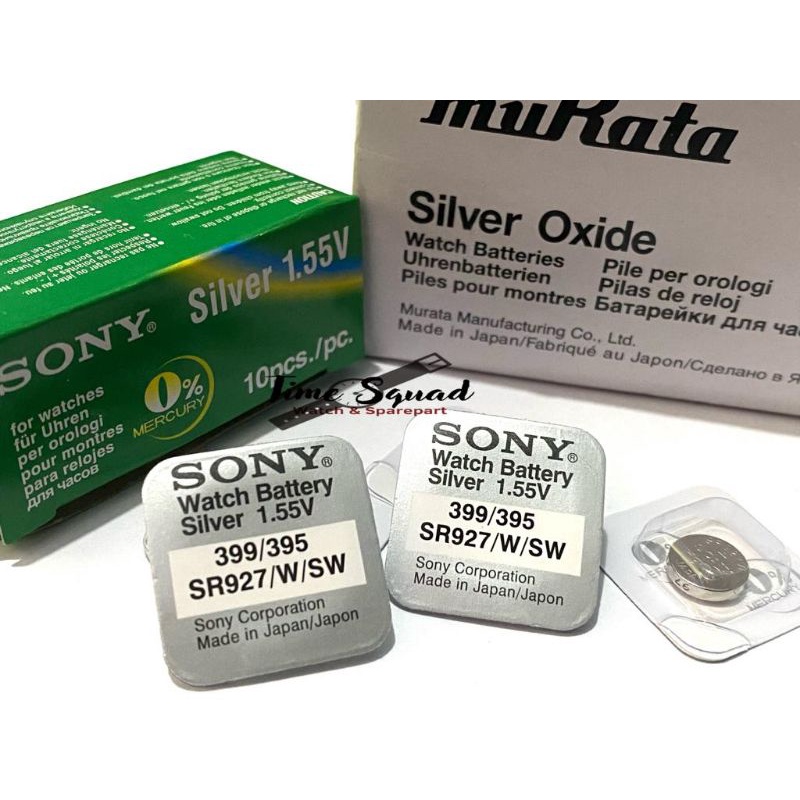 SONY®
Silver 1.55V
10pcs./pc.
0%
MERCURY
for watches
für Uhren
per orologi
pour montres
para relojes
для часов
CAUTION
muRata
Silver Oxide
Watch Batteries
Uhrenbatterien
Piles pour montres
Pile per orologi
Pilas de reloj
Батарейки для час
Murata Manufacturing Co., Ltd.
Made in Japan/Fabriqué au Japon/Сделано в Я
Time Squad
Watch & Sparepart
SONY®
Watch Battery
Silver 1.55V
399/395
SR927/W/SW
Sony Corporation
Made in Japan/Japon
SONY®
Watch Battery
Silver 1.55V
399/395
SR927/W/SW
Sony Corporation
Made in Japan/Japon
0%
MERCURY